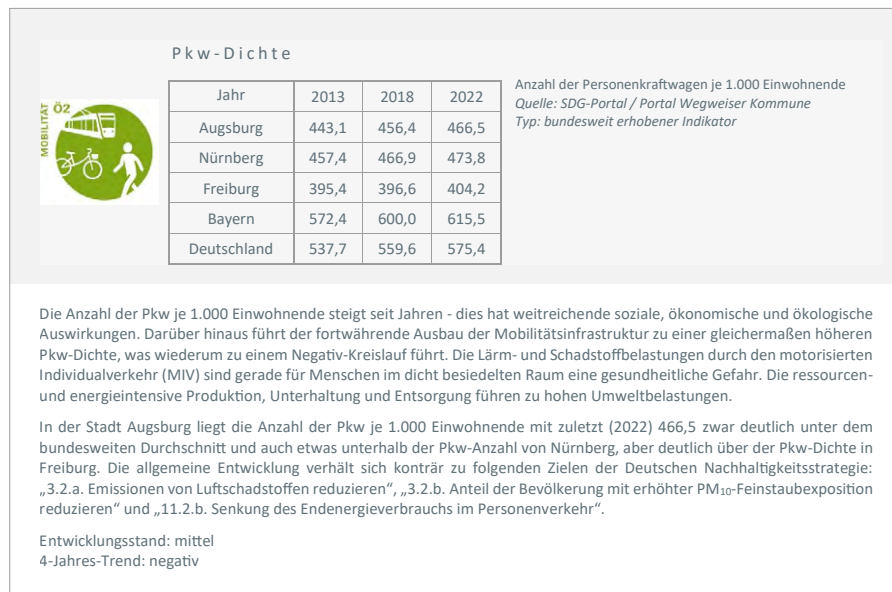 Pkw-Dichte
MOBILITÄT Ö2
Jahr 2013 2018 2022
Augsburg 443,1 456,4 466,5
Nürnberg 457,4 466,9 473,8
Freiburg 395,4 396,6 404,2
Bayern 572,4 600,0 615,5
Deutschland 537,7 559,6 575,4
Anzahl der Personenkraftwagen je 1.000 Einwohnende
Quelle: SDG-Portal / Portal Wegweiser Kommune
Typ: bundesweit erhobener Indikator
Die Anzahl der Pkw je 1.000 Einwohnende steigt seit Jahren - dies hat weitreichende soziale, ökonomische und ökologische
Auswirkungen. Darüber hinaus führt der fortwährende Ausbau der Mobilitätsinfrastruktur zu einer gleichermaßen höheren
Pkw-Dichte, was wiederum zu einem Negativ-Kreislauf führt. Die Lärm- und Schadstoffbelastungen durch den motorisierten
Individualverkehr (MIV) sind gerade für Menschen im dicht besiedelten Raum eine gesundheitliche Gefahr. Die ressourcen-
und energieintensive Produktion, Unterhaltung und Entsorgung führen zu hohen Umweltbelastungen.
In der Stadt Augsburg liegt die Anzahl der Pkw je 1.000 Einwohnende mit zuletzt (2022) 466,5 zwar deutlich unter dem
bundesweiten Durchschnitt und auch etwas unterhalb der Pkw-Anzahl von Nürnberg, aber deutlich über der Pkw-Dichte in
Freiburg. Die allgemeine Entwicklung verhält sich konträr zu folgenden Zielen der Deutschen Nachhaltigkeitsstrategie:
„3.2.a. Emissionen von Luftschadstoffen reduzieren“, „3.2.b. Anteil der Bevölkerung mit erhöhter PM₁₀-Feinstaubexposition
reduzieren“ und „11.2.b. Senkung des Endenergieverbrauchs im Personenverkehr“.
Entwicklungsstand: mittel
4-Jahres-Trend: negativ